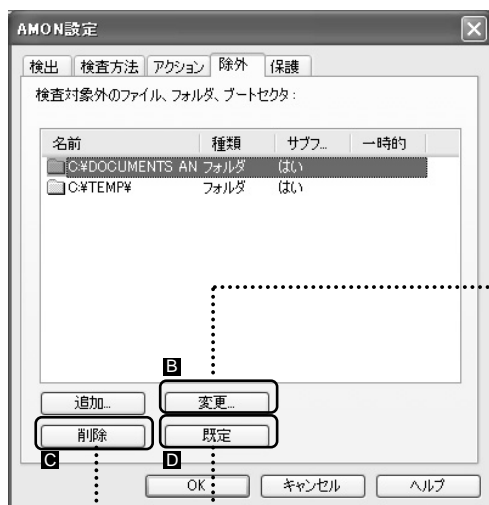 AMON設定
検出 検査方法 アクション 除外 保護
検査対象外のファイル、フォルダ、ブートセクタ：
名前 種類 サブフ... 一時的
C:¥DOCUMENTS AN フォルダ はい
C:¥TEMP¥ フォルダ はい
B
追加... 変更...
削除 既定
C D
OK キャンセル ヘルプ